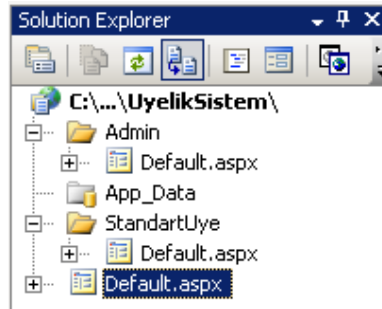 Solution Explorer
C:\...\UyelikSistem\
Admin
Default.aspx
App_Data
StandartUye
Default.aspx
Default.aspx